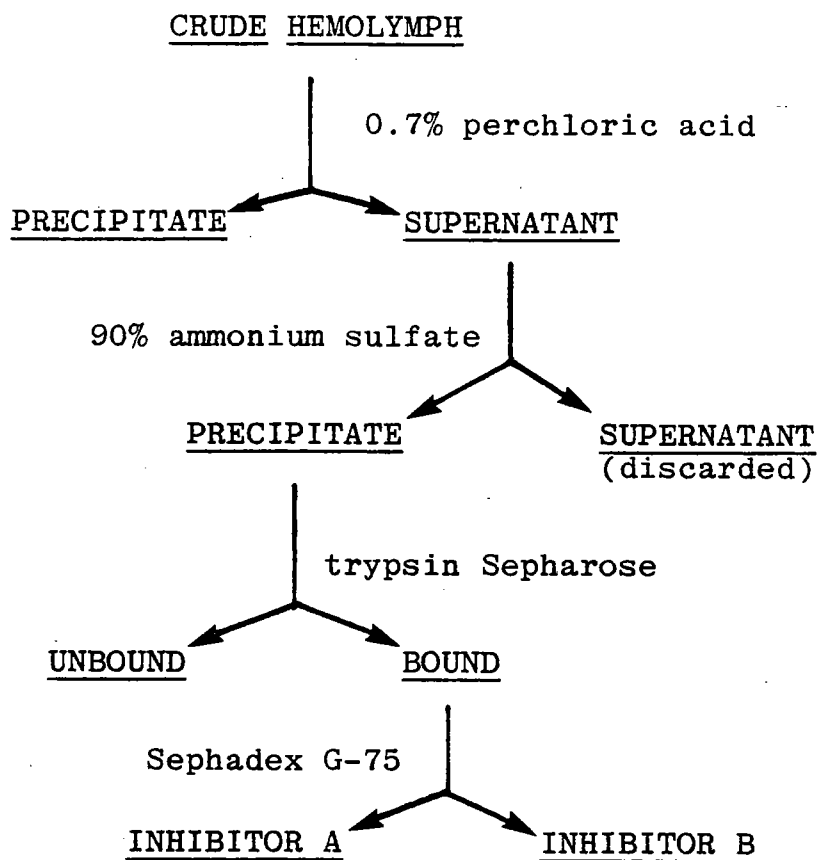 CRUDE HEMOLYMPH
0.7% perchloric acid
PRECIPITATE
SUPERNATANT
90% ammonium sulfate
PRECIPITATE
SUPERNATANT
(discarded)
trypsin Sepharose
UNBOUND
BOUND
Sephadex G-75
INHIBITOR A
INHIBITOR B